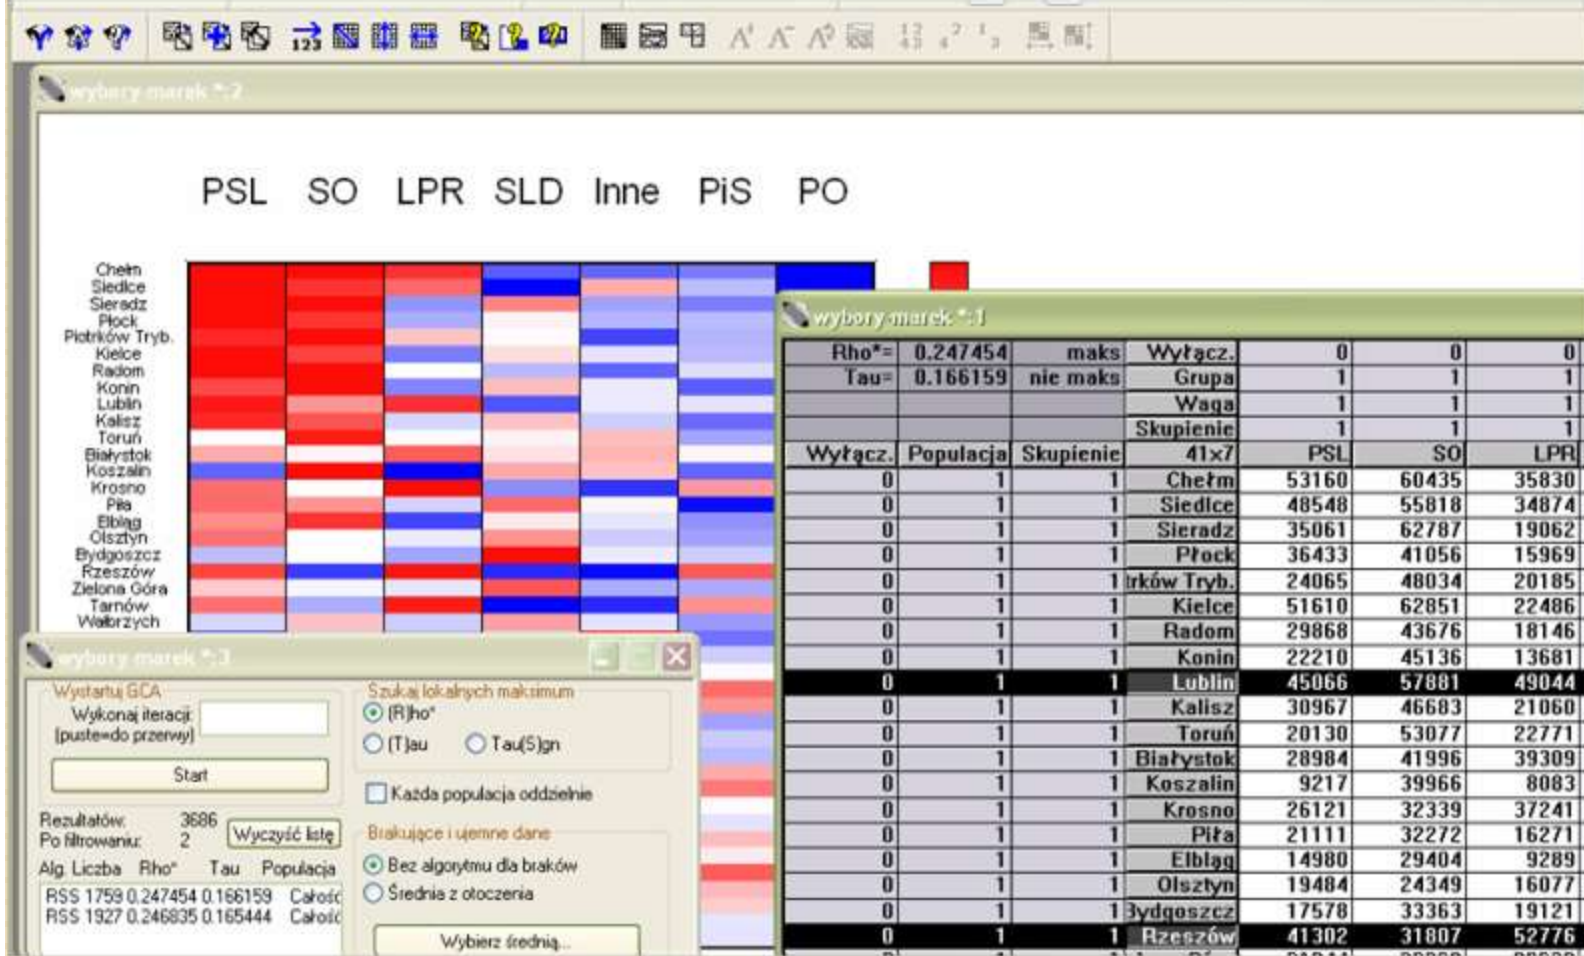 123
wybory-marek *:2
PSL SO LPR SLD Inne PiS PO
Chełm
Siedlce
Sieradz
Płock
Piotrków Tryb.
Kielce
Radom
Konin
Lublin
Kalisz
Toruń
Białystok
Koszalin
Krosno
Piła
Elbląg
Olsztyn
Bydgoszcz
Rzeszów
Zielona Góra
Tarnów
Wałbrzych
wybory-marek *:1
Rho*= 0.247454 maks Wyłącz. 0 0 0
Tau= 0.166159 nie maks Grupa 1 1 1
Waga 1 1 1
Skupienie 1 1 1
Wyłącz. Populacja Skupienie 41×7 PSL SO LPR
0 1 1 Chełm 53160 60435 35830
0 1 1 Siedlce 48548 55818 34874
0 1 1 Sieradz 35061 62787 19062
0 1 1 Płock 36433 41056 15969
0 1 1 trków Tryb. 24065 48034 20185
0 1 1 Kielce 51610 62851 22486
0 1 1 Radom 29868 43676 18146
0 1 1 Konin 22210 45136 13681
0 1 1 Lublin 45066 57881 49044
0 1 1 Kalisz 30967 46683 21060
0 1 1 Toruń 20130 53077 22771
0 1 1 Białystok 28984 41996 39309
0 1 1 Koszalin 9217 39966 8083
0 1 1 Krosno 26121 32339 37241
0 1 1 Piła 21111 32272 16271
0 1 1 Elbląg 14980 29404 9289
0 1 1 Olsztyn 19484 24349 16077
0 1 1 3ydgoszcz 17578 33363 19121
0 1 1 Rzeszów 41302 31807 52776
wybory-marek *:3
Wystartuj GCA
Wykonaj iteracji:
(puste=do przerwy)
Start
Rezultatów: 3686
Po filtrowaniu: 2
Wyczyść listę
Alg. Liczba Rho* Tau Populacja
RSS 1759 0.247454 0.166159 Całość
RSS 1927 0.246835 0.165444 Całość
Szukaj lokalnych maksimum
(R)ho*
(T)au Tau(S)gn
Każda populacja oddzielnie
Brakujące i ujemne dane
Bez algorytmu dla braków
Średnia z otoczenia
Wybierz średnią...